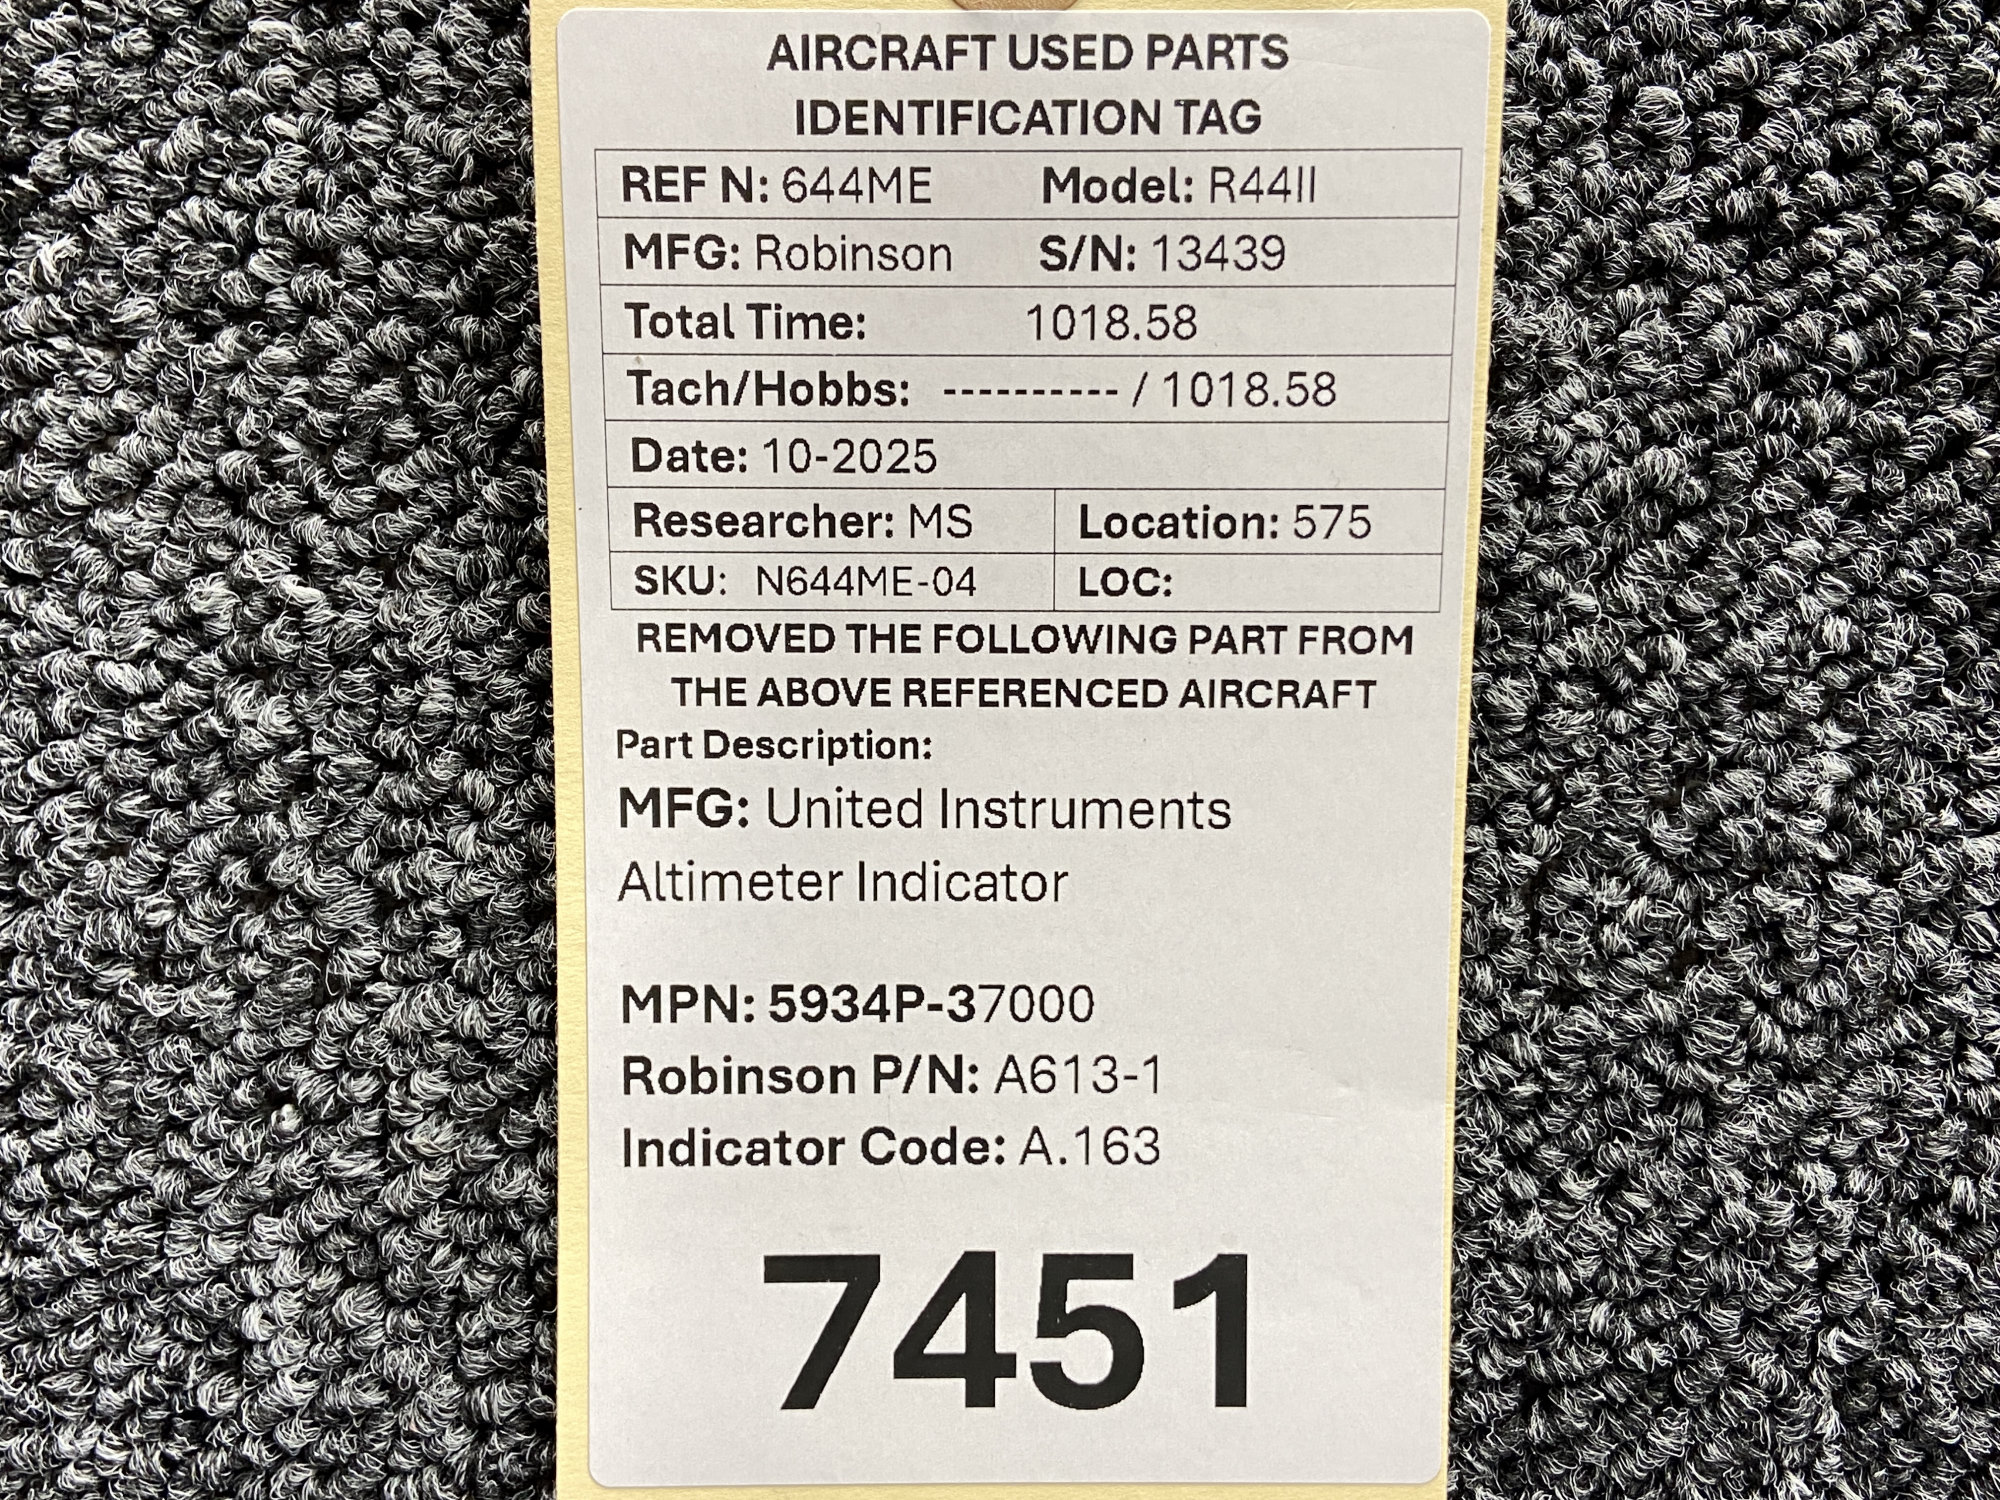 AIRCRAFT USED PARTS
IDENTIFICATION TAG
REF N: 644ME Model: R44II
MFG: Robinson S/N: 13439
Total Time: 1018.58
Tach/Hobbs: ---------- / 1018.58
Date: 10-2025
Researcher: MS Location: 575
SKU: N644ME-04 LOC:
REMOVED THE FOLLOWING PART FROM
THE ABOVE REFERENCED AIRCRAFT
Part Description:
MFG: United Instruments
Altimeter Indicator
MPN: 5934P-37000
Robinson P/N: A613-1
Indicator Code: A.163
7451